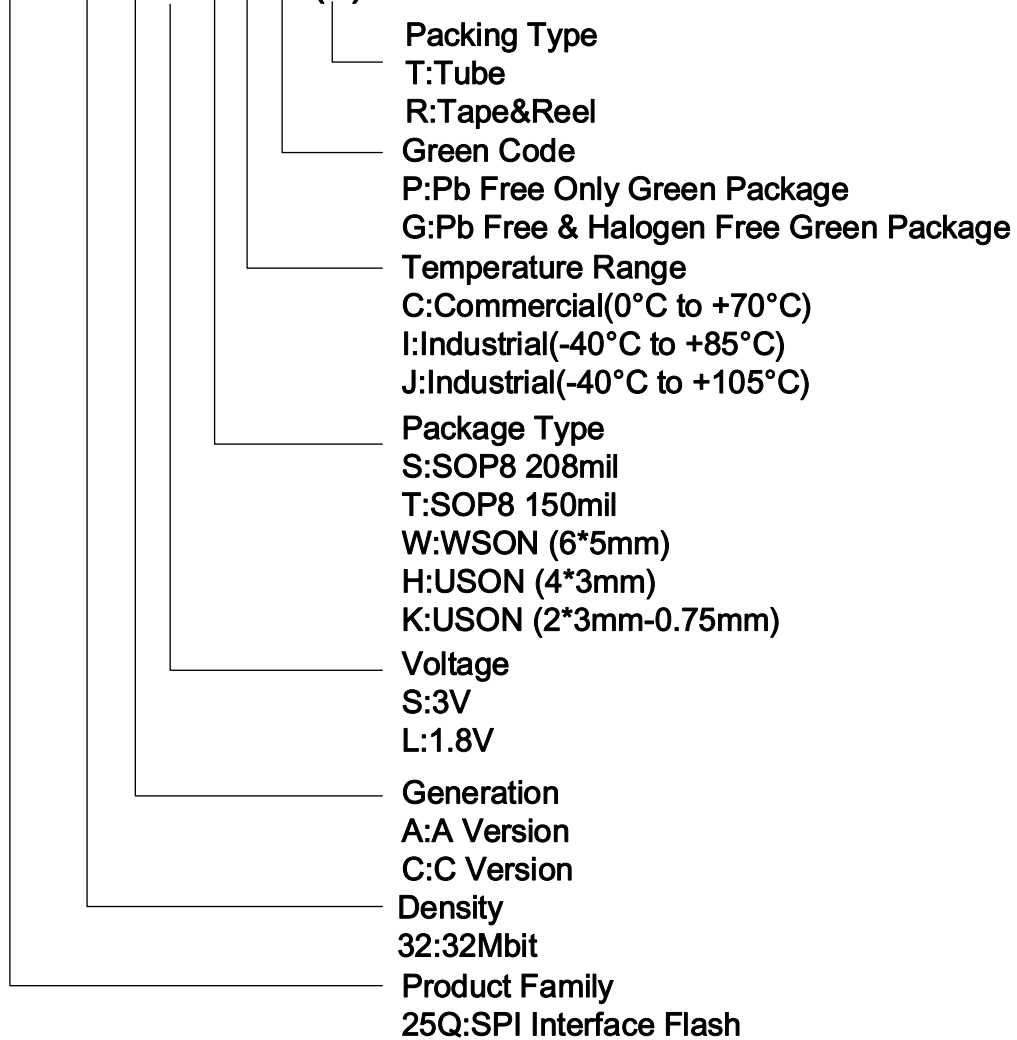 Packing Type
T:Tube
R:Tape&Reel
Green Code
P:Pb Free Only Green Package
G:Pb Free & Halogen Free Green Package
Temperature Range
C:Commercial(0°C to +70°C)
I:Industrial(-40°C to +85°C)
J:Industrial(-40°C to +105°C)
Package Type
S:SOP8 208mil
T:SOP8 150mil
W:WSON (6*5mm)
H:USON (4*3mm)
K:USON (2*3mm-0.75mm)
Voltage
S:3V
L:1.8V
Generation
A:A Version
C:C Version
Density
32:32Mbit
Product Family
25Q:SPI Interface Flash